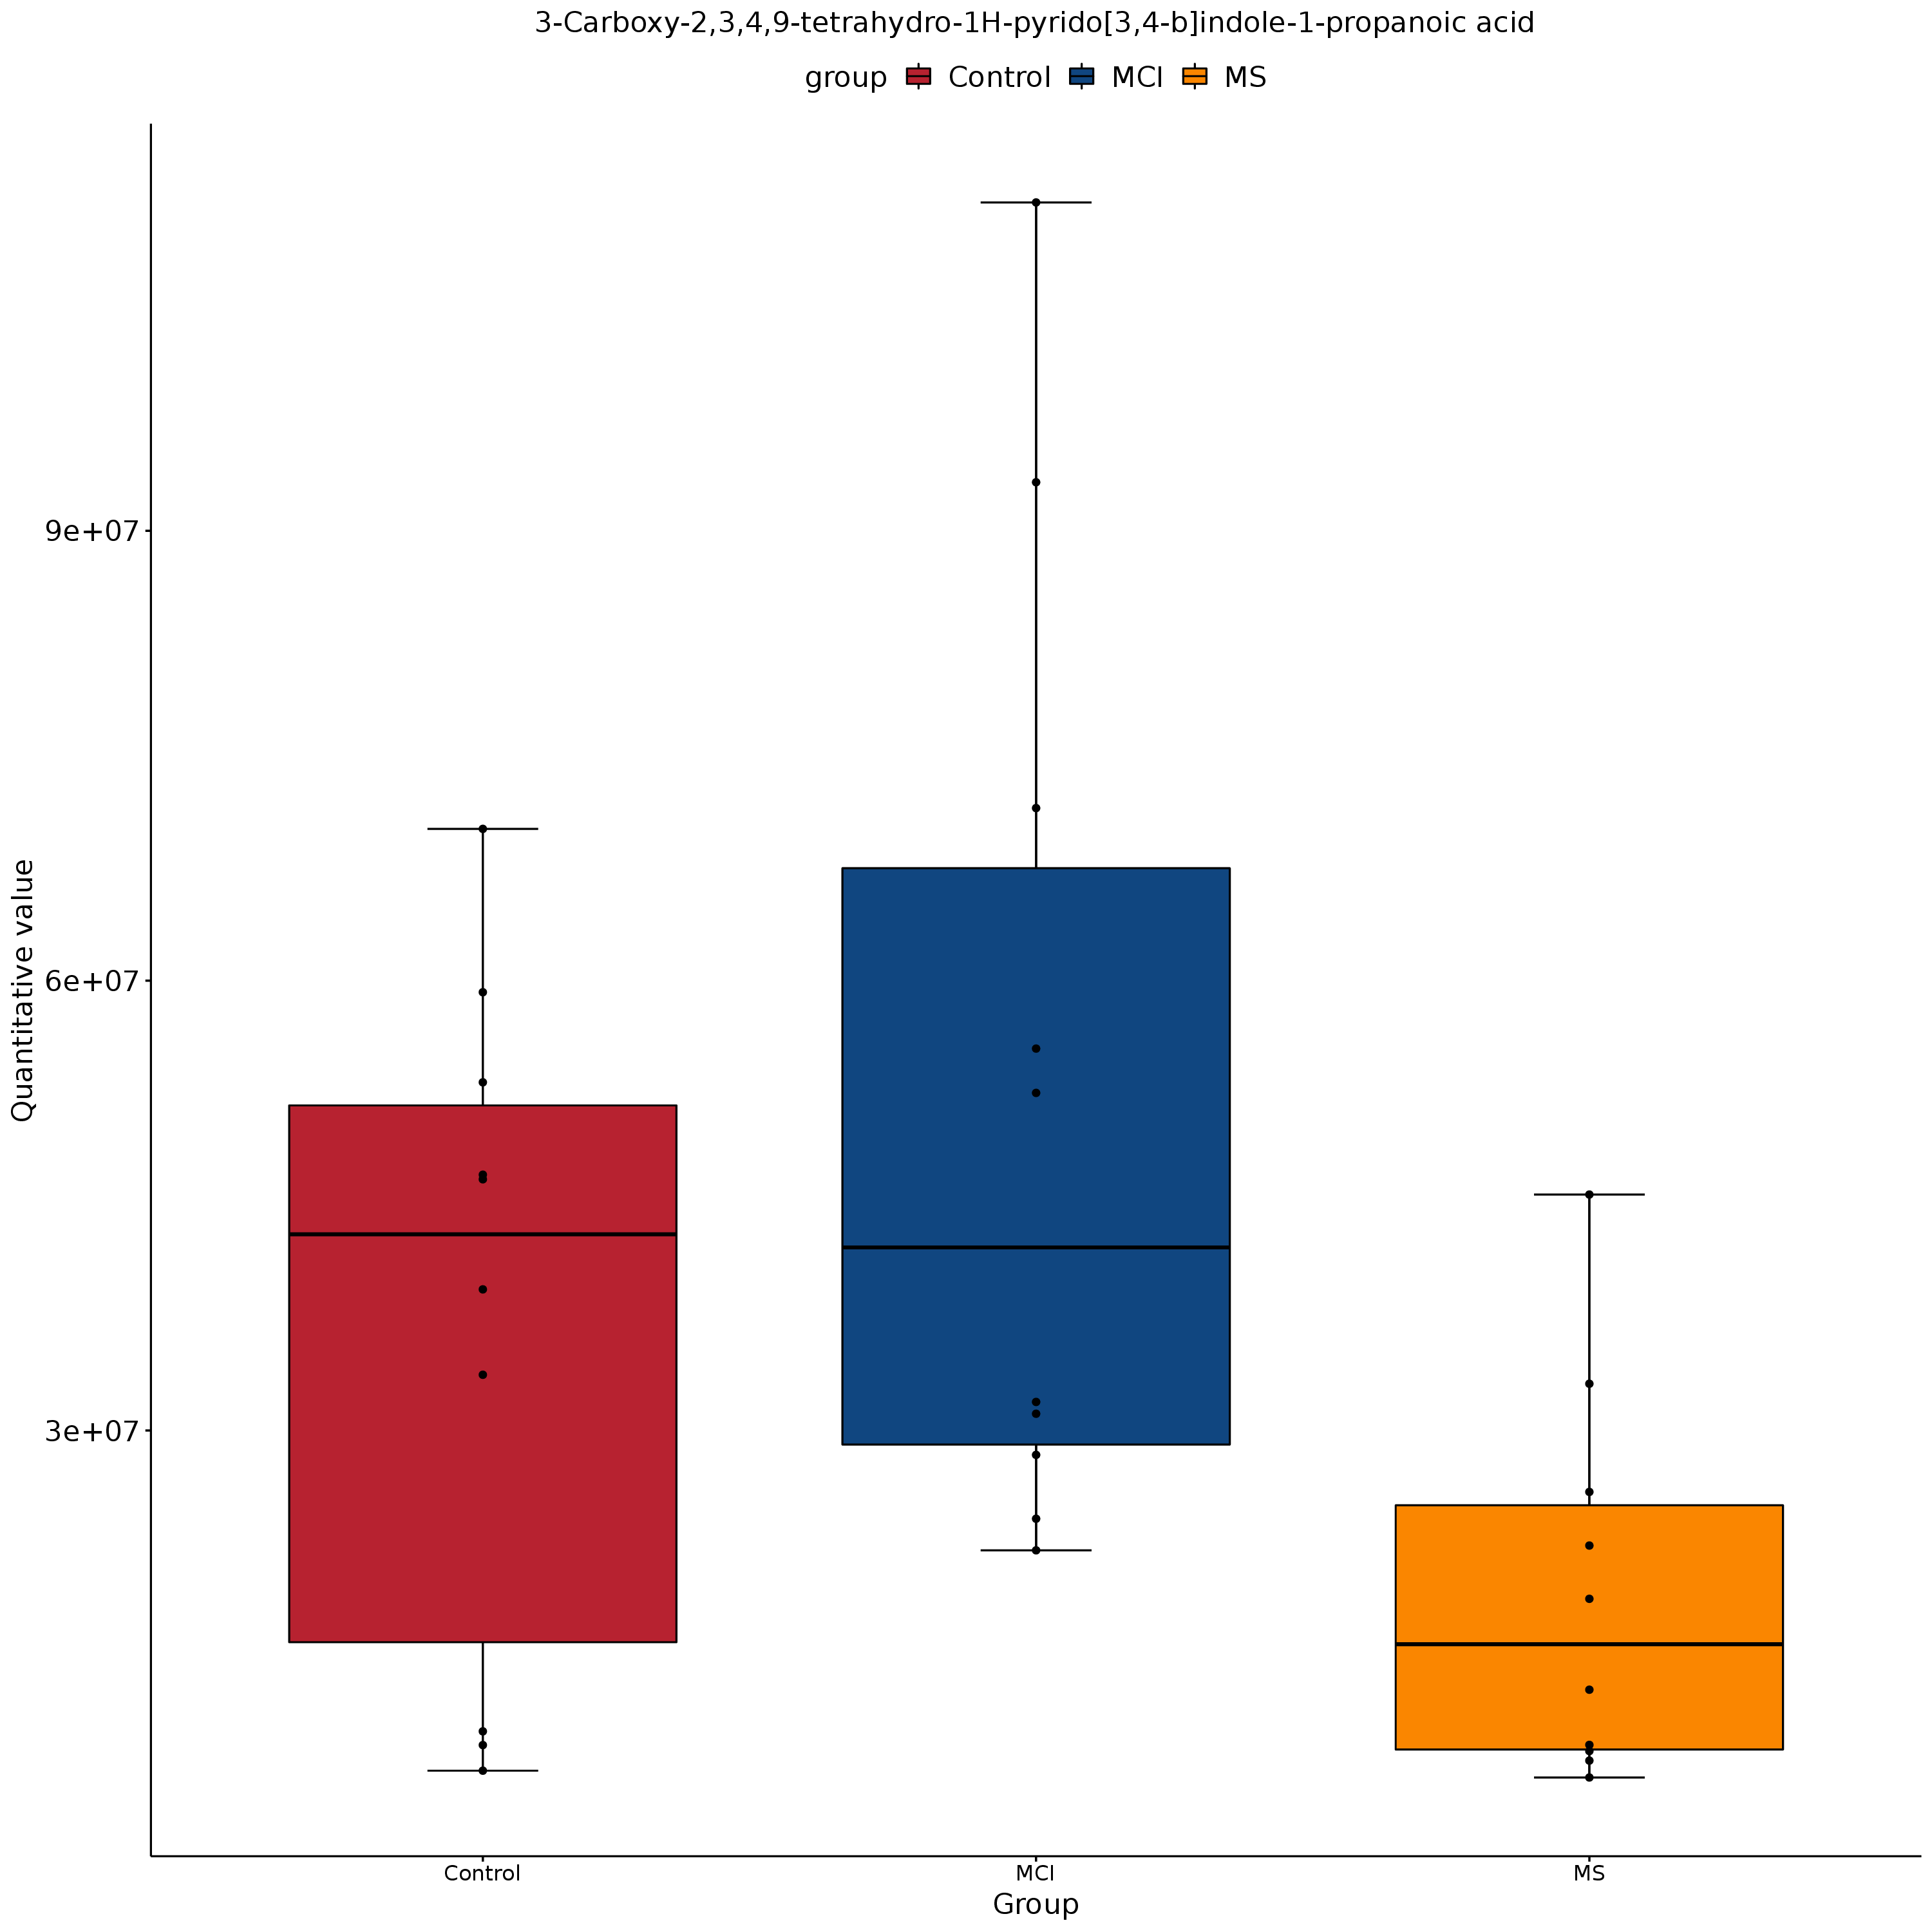 3-Carboxy-2,3,4,9-tetrahydro-1H-pyrido[3,4-b]indole-1-propanoic acid
group Control MCI MS
9e+07
6e+07
3e+07
Quantitative value
Control MCI MS
Group